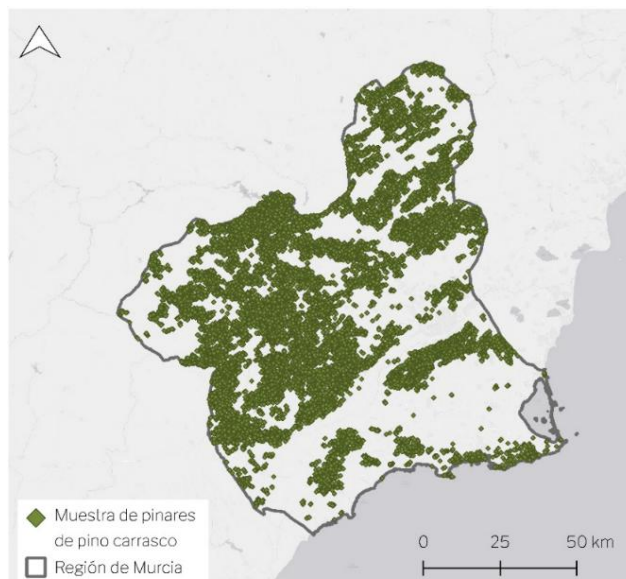 Muestra de pinares
de pino carrasco
Región de Murcia
0 25 50 km